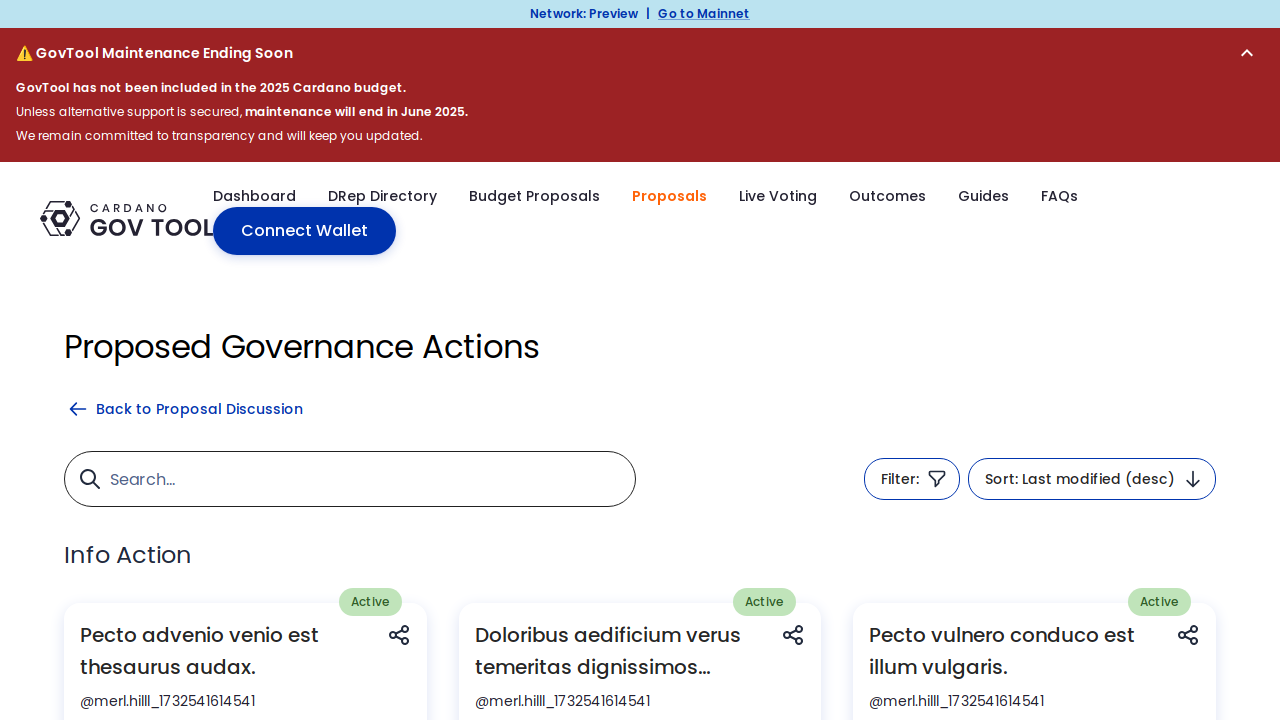 Network: Preview | Go to Mainnet
⚠️ GovTool Maintenance Ending Soon
GovTool has not been included in the 2025 Cardano budget.
Unless alternative support is secured, maintenance will end in June 2025.
We remain committed to transparency and will keep you updated.
CARDANO
GOV TOOL
Dashboard DRep Directory Budget Proposals Proposals Live Voting Outcomes Guides FAQs
Connect Wallet
Proposed Governance Actions
Back to Proposal Discussion
Search...
Filter: Sort: Last modified (desc)
Info Action
Active Active Active
Pecto advenio venio est Doloribus aedificium verus Pecto vulnero conduco est
thesaurus audax. temeritas dignissimos... illum vulgaris.
@merl.hilll_1732541614541 @merl.hilll_1732541614541 @merl.hilll_1732541614541